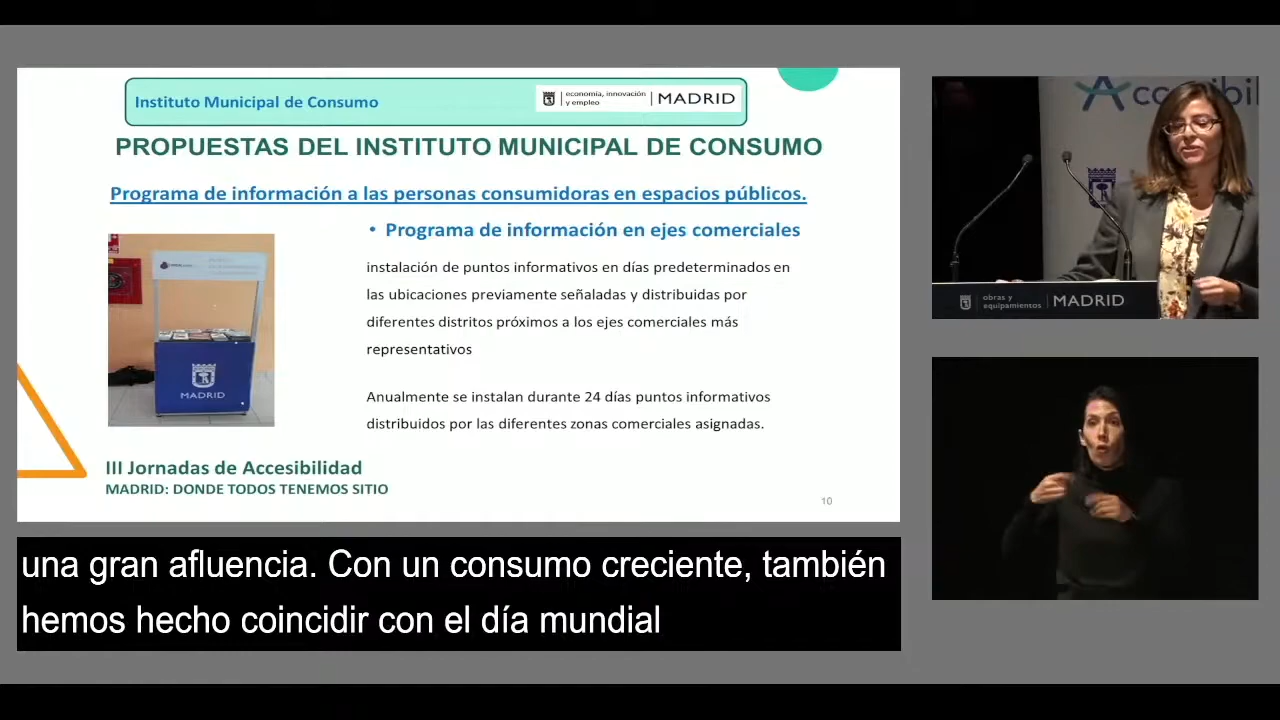 Instituto Municipal de Consumo
economía, innovación
y empleo
MADRID
PROPUESTAS DEL INSTITUTO MUNICIPAL DE CONSUMO
Programa de información a las personas consumidoras en espacios públicos.
• Programa de información en ejes comerciales
instalación de puntos informativos en días predeterminados en
las ubicaciones previamente señaladas y distribuidas por
diferentes distritos próximos a los ejes comerciales más
representativos
Anualmente se instalan durante 24 días puntos informativos
distribuidos por las diferentes zonas comerciales asignadas.
MADRID
III Jornadas de Accesibilidad
MADRID: DONDE TODOS TENEMOS SITIO
10
Accesibil
obras y
equipamientos
MADRID
una gran afluencia. Con un consumo creciente, también
hemos hecho coincidir con el día mundial